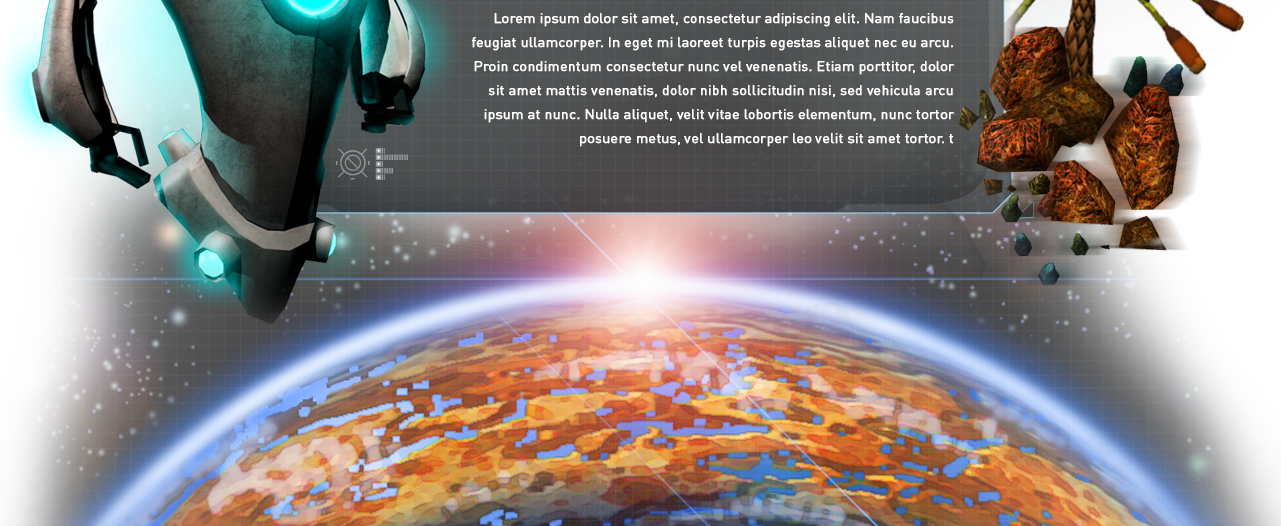 Lorem ipsum dolor sit amet, consectetur adipiscing elit. Nam faucibus
feugiat ullamcorper. In eget mi laoreet turpis egestas aliquet nec eu arcu.
Proin condimentum consectetur nunc vel venenatis. Etiam porttitor, dolor
sit amet mattis venenatis, dolor nibh sollicitudin nisi, sed vehicula arcu
ipsum at nunc. Nulla aliquet, velit vitae lobortis elementum, nunc tortor
posuere metus, vel ullamcorper leo velit sit amet tortor. t